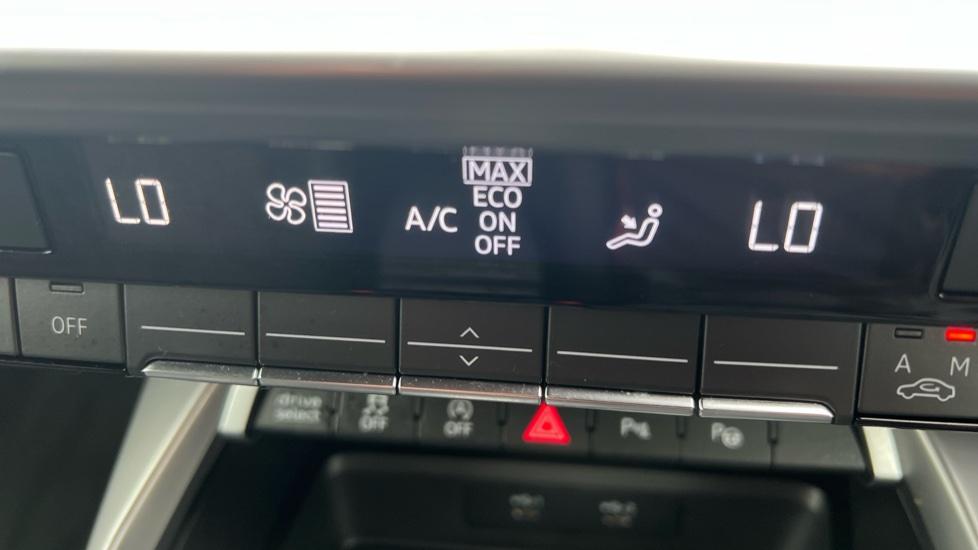 LO
A/C
MAX
ECO
ON
OFF
LO
OFF
A M
drive
select
OFF
OFF
P
P